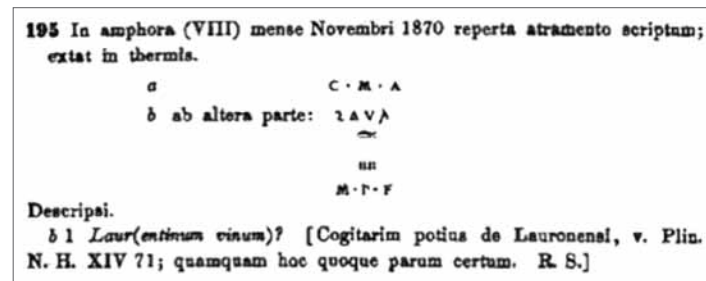 195 In amphora (VIII) mense Novembri 1870 reperta atramento scriptum;
extat in thermis.
a C · M · A
b ab altera parte:
M · P · F
Descripsi.
b 1 Laur(entinum vinum)? [Cogitarim potius de Lauronensi, v. Plin.
N. H. XIV 71; quamquam hoc quoque parum certum. R. S.]